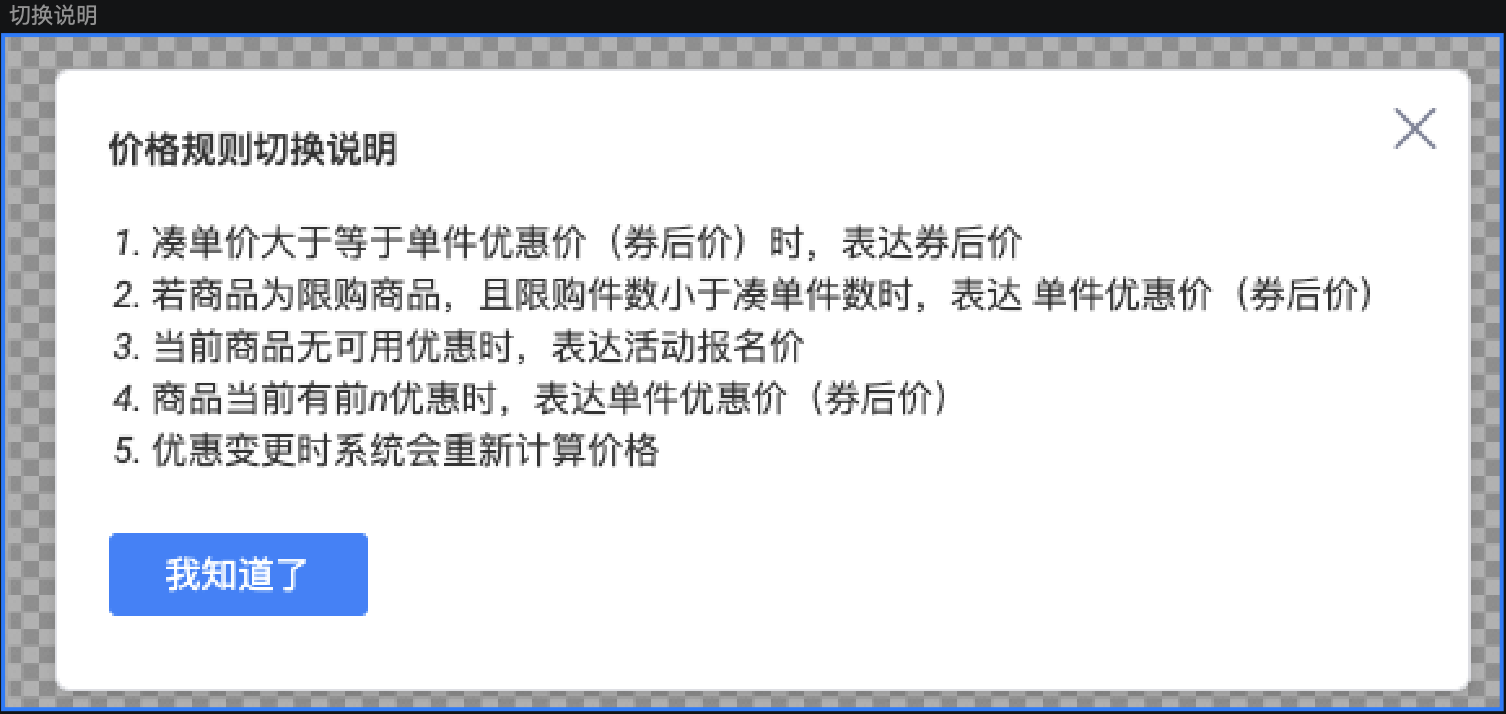 切换说明
价格规则切换说明
1. 凑单价大于等于单件优惠价（券后价）时，表达券后价
2. 若商品为限购商品，且限购件数小于凑单件数时，表达 单件优惠价（券后价）
3. 当前商品无可用优惠时，表达活动报名价
4. 商品当前有前n优惠时，表达单件优惠价（券后价）
5. 优惠变更时系统会重新计算价格
我知道了